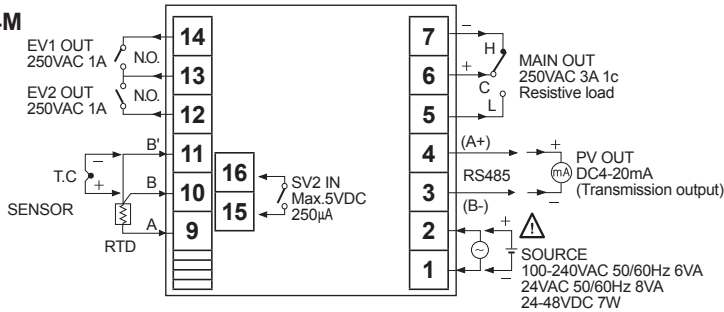 M
EV1 OUT
250VAC 1A
N.O.
EV2 OUT
250VAC 1A
N.O.
14
13
12
11
10
9
16
15
B'
B
A
T.C
−
+
SENSOR
RTD
SV2 IN
Max.5VDC
250µA
7
6
5
4
3
2
1
−
+
H
C
L
MAIN OUT
250VAC 3A 1c
Resistive load
(A+)
RS485
(B-)
+
mA
−
PV OUT
DC4-20mA
(Transmission output)
~
+
−
!
SOURCE
100-240VAC 50/60Hz 6VA
24VAC 50/60Hz 8VA
24-48VDC 7W